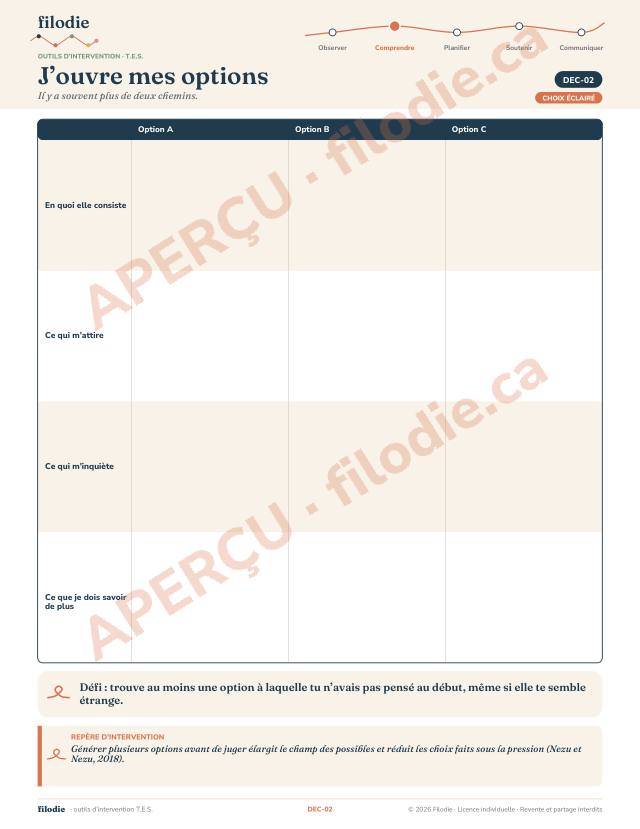 filodie
OUTILS D'INTERVENTION · T.E.S.
Observer Comprendre Planifier Soutenir Communiquer
J'ouvre mes options
Il y a souvent plus de deux chemins.
DEC-02
CHOIX ÉCLAIRÉ
Option A Option B Option C
En quoi elle consiste
Ce qui m'attire
Ce qui m'inquiète
Ce que je dois savoir
de plus
APERÇU · filodie.ca
APERÇU · filodie.ca
Défi : trouve au moins une option à laquelle tu n'avais pas pensé au début, même si elle te semble
étrange.
REPÈRE D'INTERVENTION
Générer plusieurs options avant de juger élargit le champ des possibles et réduit les choix faits sous la pression (Nezu et
Nezu, 2018).
filodie · outils d'intervention T.E.S. DEC-02 © 2026 Filodie · Licence individuelle · Revente et partage interdits